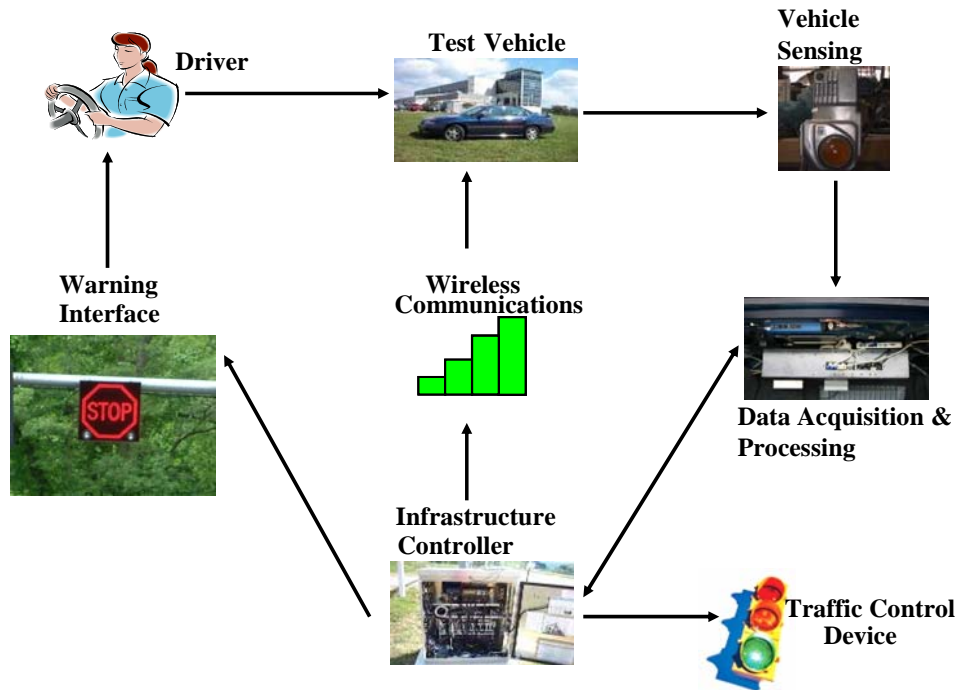 Driver
Test Vehicle
Vehicle
Sensing
Warning
Interface
STOP
Wireless
Communications
Data Acquisition &
Processing
Infrastructure
Controller
Traffic Control
Device